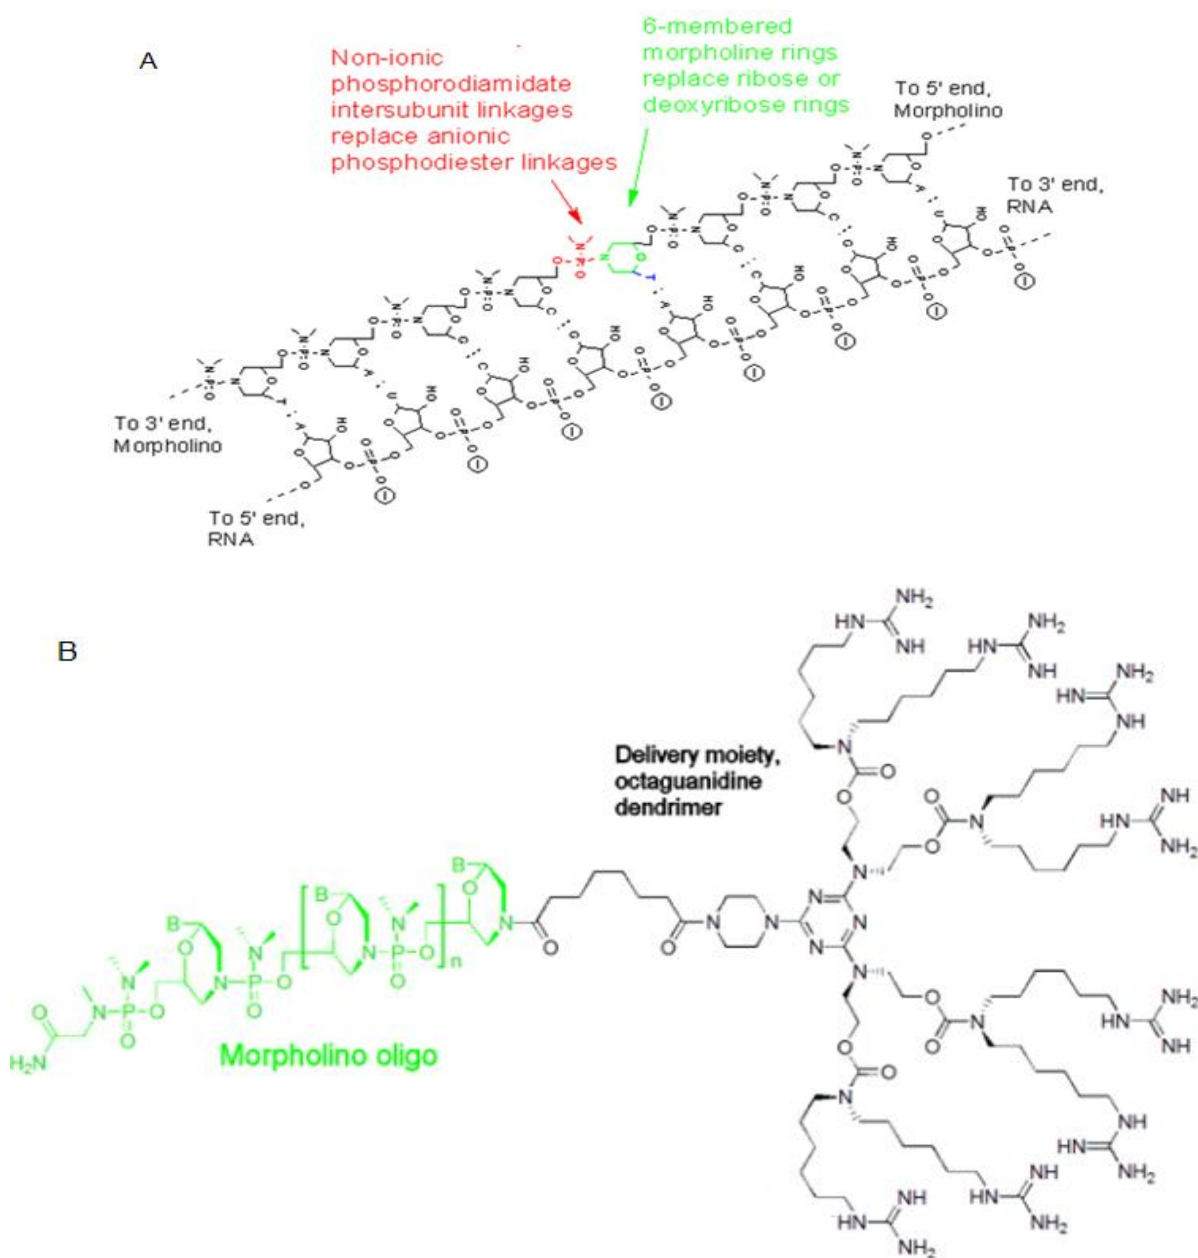 A
Non-ionic
phosphorodiamidate
intersubunit linkages
replace anionic
phosphodiester linkages
6-membered
morpholine rings
replace ribose or
deoxyribose rings
To 5' end,
Morpholino
To 3' end,
RNA
To 3' end,
Morpholino
To 5' end,
RNA
B
Delivery moiety,
octaguanidine
dendrimer
Morpholino oligo